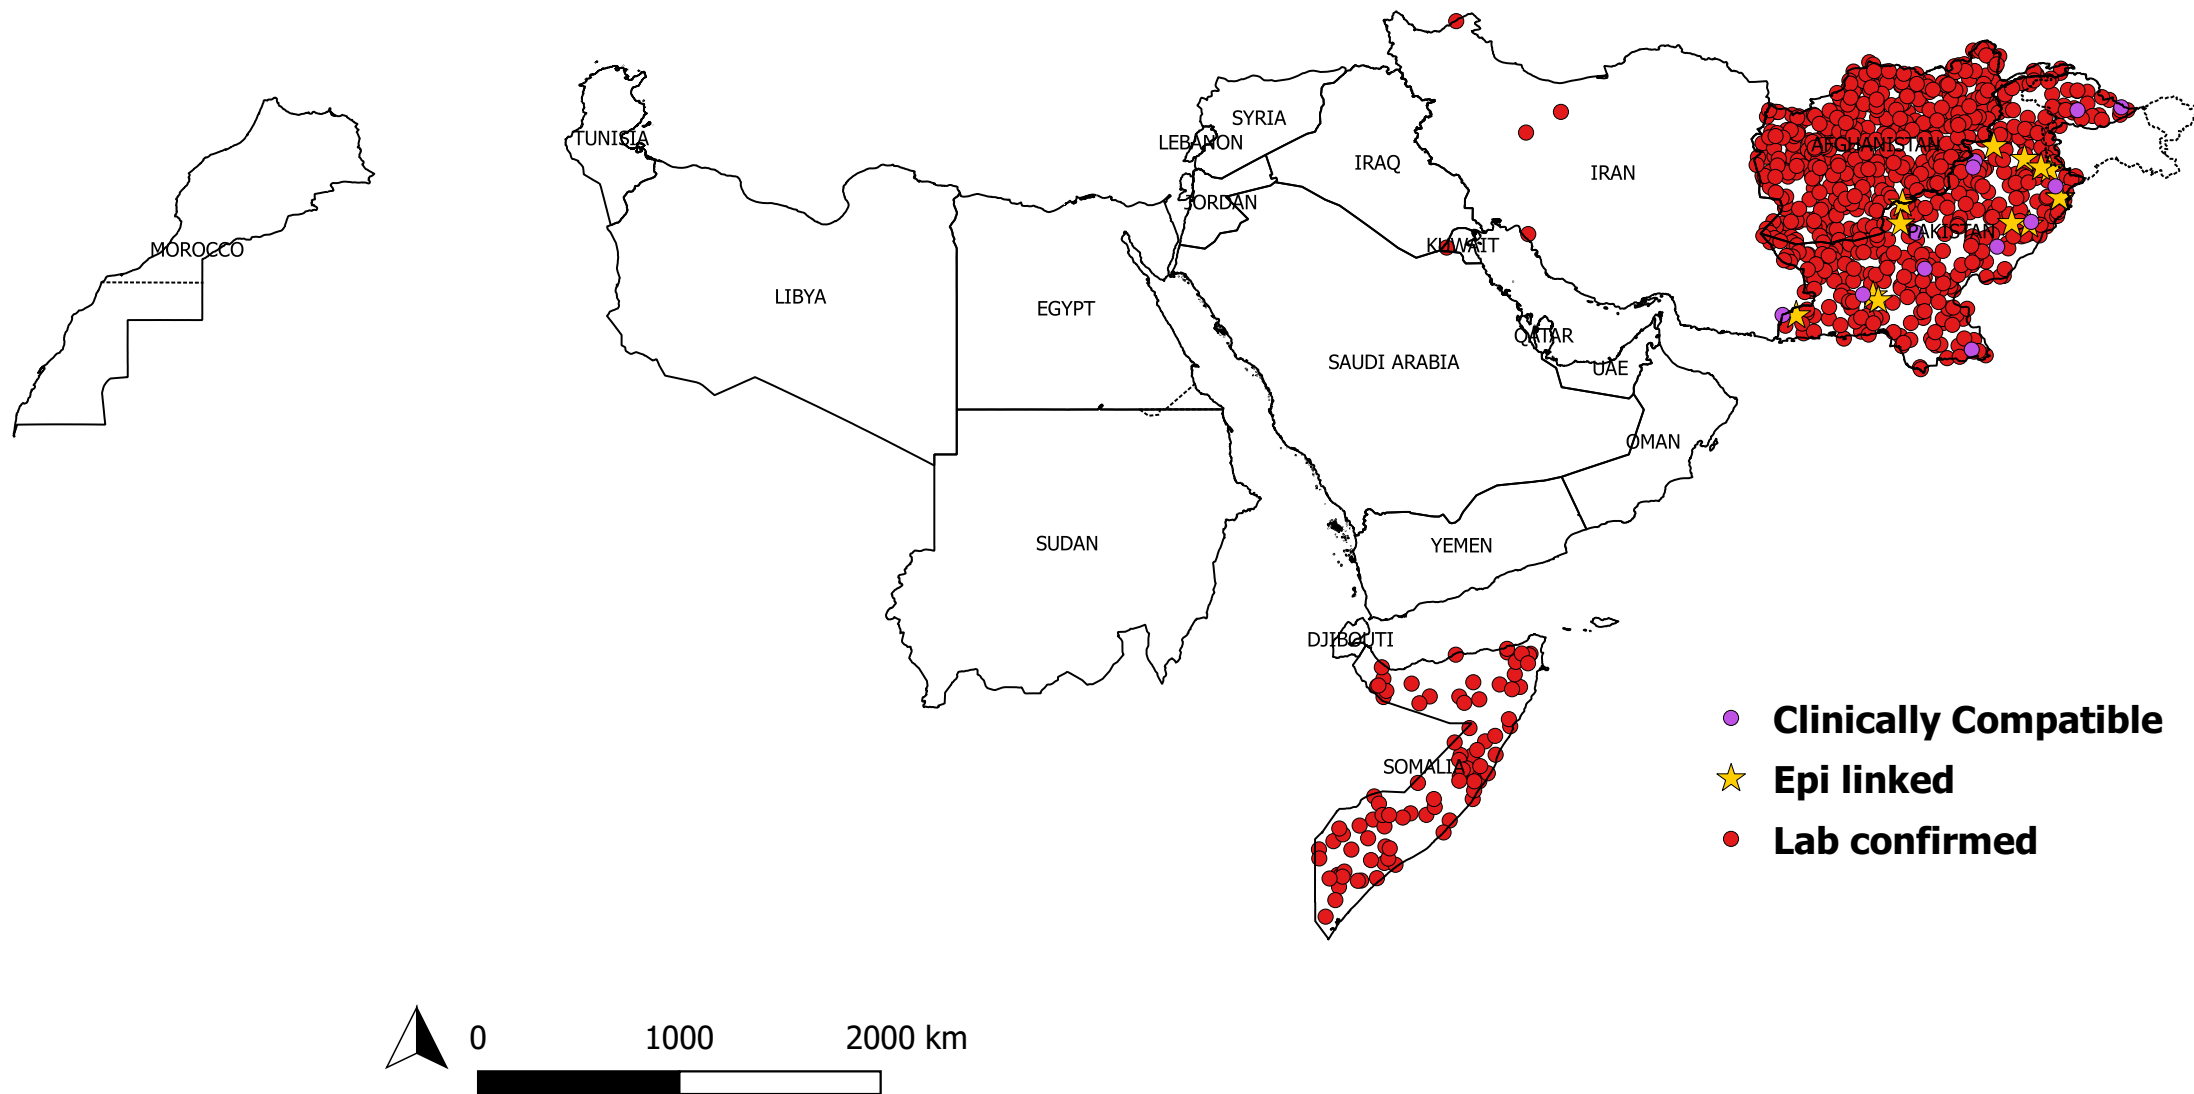 TUNISIA
SYRIA
LEBANON
AFGHANISTAN
IRAQ
IRAN
JORDAN
PAKISTAN
MOROCCO
KUWAIT
LIBYA
EGYPT
QATAR
SAUDI ARABIA
UAE
OMAN
SUDAN
YEMEN
DJIBOUTI
SOMALIA
Clinically Compatible
Epi linked
Lab confirmed
0 1000 2000 km